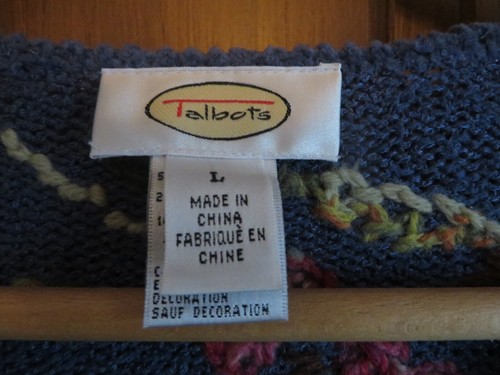 Talbots
L
MADE IN
CHINA
FABRIQUÈ EN
CHINE
DECORATION
SAUF DECORATION